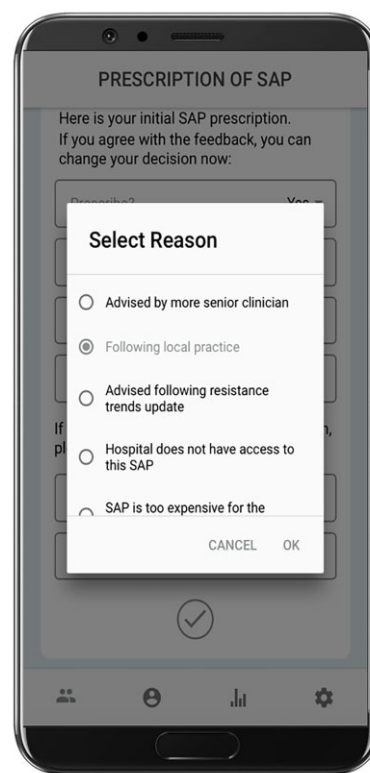 PRESCRIPTION OF SAP
Here is your initial SAP prescription.
If you agree with the feedback, you can
change your decision now:
Prescribe? Yes
Select Reason
Advised by more senior clinician
Following local practice
Advised following resistance
trends update
Hospital does not have access to
this SAP
SAP is too expensive for the
CANCEL OK
If